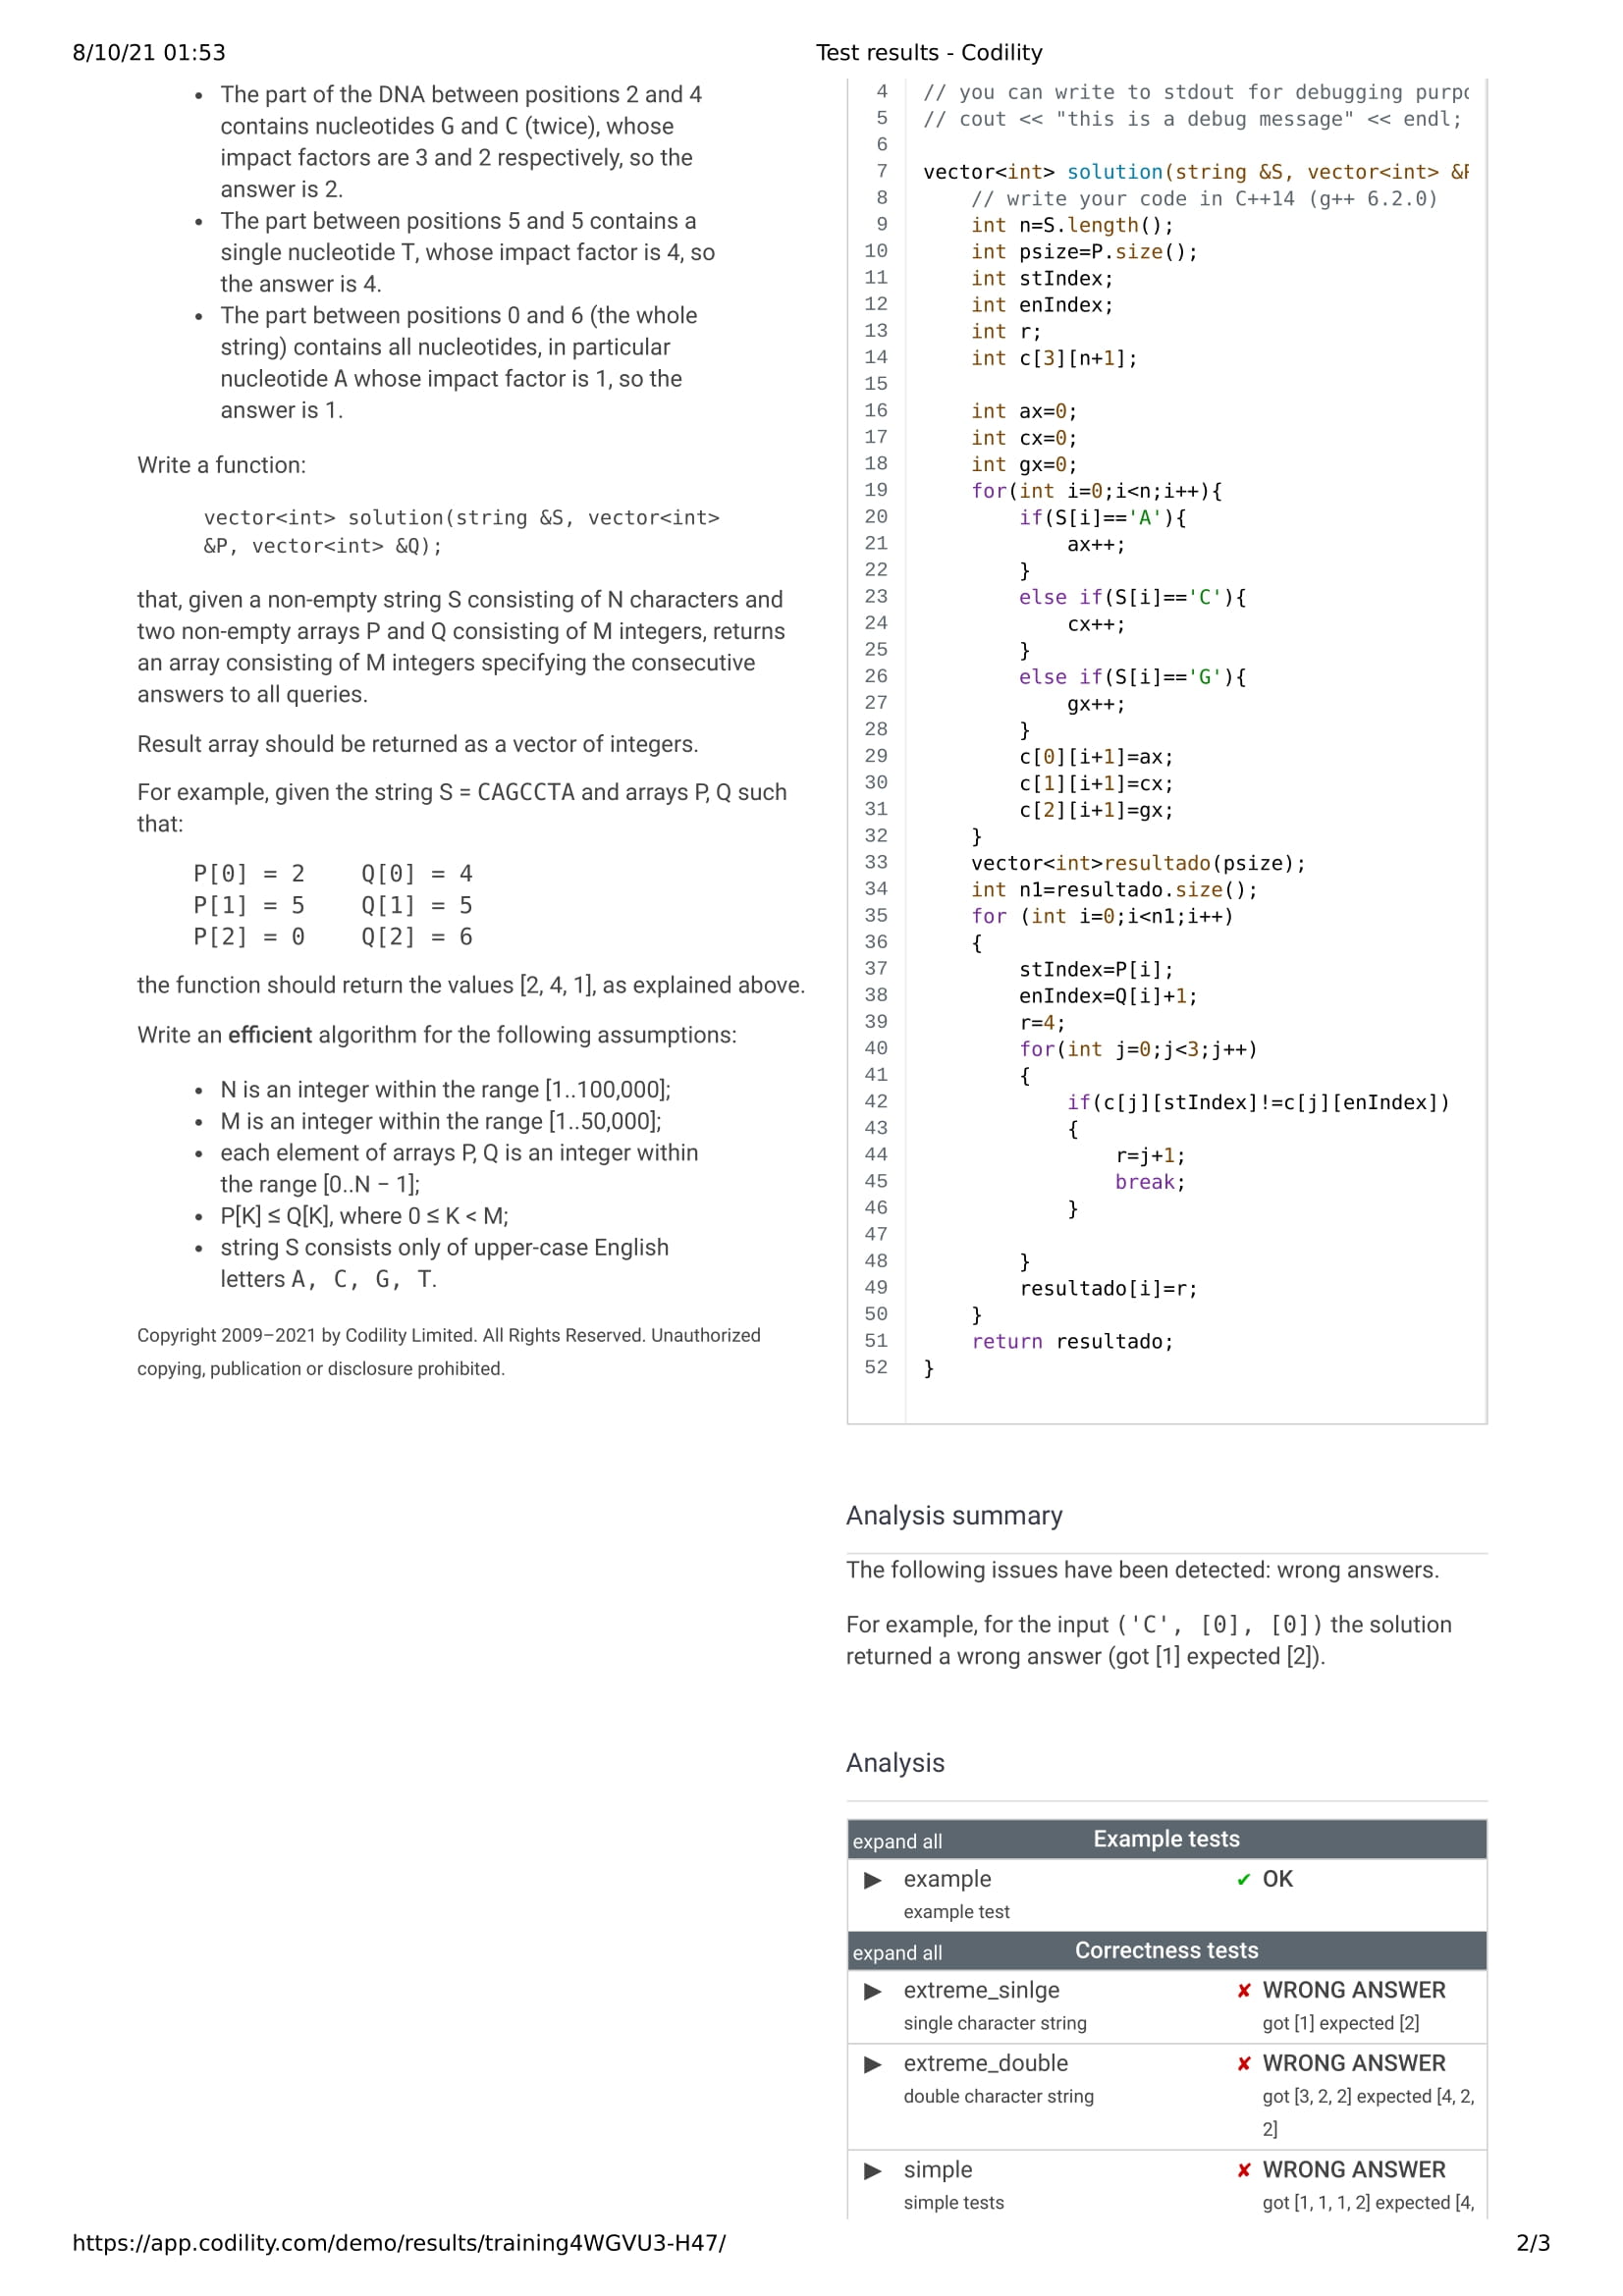 8/10/21 01:53
Test results - Codility
• The part of the DNA between positions 2 and 4
contains nucleotides G and C (twice), whose
impact factors are 3 and 2 respectively, so the
answer is 2.
• The part between positions 5 and 5 contains a
single nucleotide T, whose impact factor is 4, so
the answer is 4.
• The part between positions 0 and 6 (the whole
string) contains all nucleotides, in particular
nucleotide A whose impact factor is 1, so the
answer is 1.
Write a function:
vector<int> solution(string &S, vector<int>
&P, vector<int> &Q);
that, given a non-empty string S consisting of N characters and
two non-empty arrays P and Q consisting of M integers, returns
an array consisting of M integers specifying the consecutive
answers to all queries.
Result array should be returned as a vector of integers.
For example, given the string S = CAGCCTA and arrays P, Q such
that:
P[0] = 2    Q[0] = 4
P[1] = 5    Q[1] = 5
P[2] = 0    Q[2] = 6
the function should return the values [2, 4, 1], as explained above.
Write an efficient algorithm for the following assumptions:
• N is an integer within the range [1..100,000];
• M is an integer within the range [1..50,000];
• each element of arrays P, Q is an integer within
the range [0..N − 1];
• P[K] ≤ Q[K], where 0 ≤ K < M;
• string S consists only of upper-case English
letters A, C, G, T.
Copyright 2009–2021 by Codility Limited. All Rights Reserved. Unauthorized
copying, publication or disclosure prohibited.
4 // you can write to stdout for debugging purpo
5 // cout << "this is a debug message" << endl;
6
7 vector<int> solution(string &S, vector<int> &P
8     // write your code in C++14 (g++ 6.2.0)
9     int n=S.length();
10     int psize=P.size();
11     int stIndex;
12     int enIndex;
13     int r;
14     int c[3][n+1];
15
16     int ax=0;
17     int cx=0;
18     int gx=0;
19     for(int i=0;i<n;i++){
20         if(S[i]=='A'){
21             ax++;
22         }
23         else if(S[i]=='C'){
24             cx++;
25         }
26         else if(S[i]=='G'){
27             gx++;
28         }
29         c[0][i+1]=ax;
30         c[1][i+1]=cx;
31         c[2][i+1]=gx;
32     }
33     vector<int>resultado(psize);
34     int n1=resultado.size();
35     for (int i=0;i<n1;i++)
36     {
37         stIndex=P[i];
38         enIndex=Q[i]+1;
39         r=4;
40         for(int j=0;j<3;j++)
41         {
42             if(c[j][stIndex]!=c[j][enIndex])
43             {
44                 r=j+1;
45                 break;
46             }
47
48         }
49         resultado[i]=r;
50     }
51     return resultado;
52 }
Analysis summary
The following issues have been detected: wrong answers.
For example, for the input ('C', [0], [0]) the solution
returned a wrong answer (got [1] expected [2]).
Analysis
expand all Example tests
▶ example ✔ OK
example test
expand all Correctness tests
▶ extreme_sinlge ✘ WRONG ANSWER
single character string got [1] expected [2]
▶ extreme_double ✘ WRONG ANSWER
double character string got [3, 2, 2] expected [4, 2,
2]
▶ simple ✘ WRONG ANSWER
simple tests got [1, 1, 1, 2] expected [4,
https://app.codility.com/demo/results/training4WGVU3-H47/
2/3